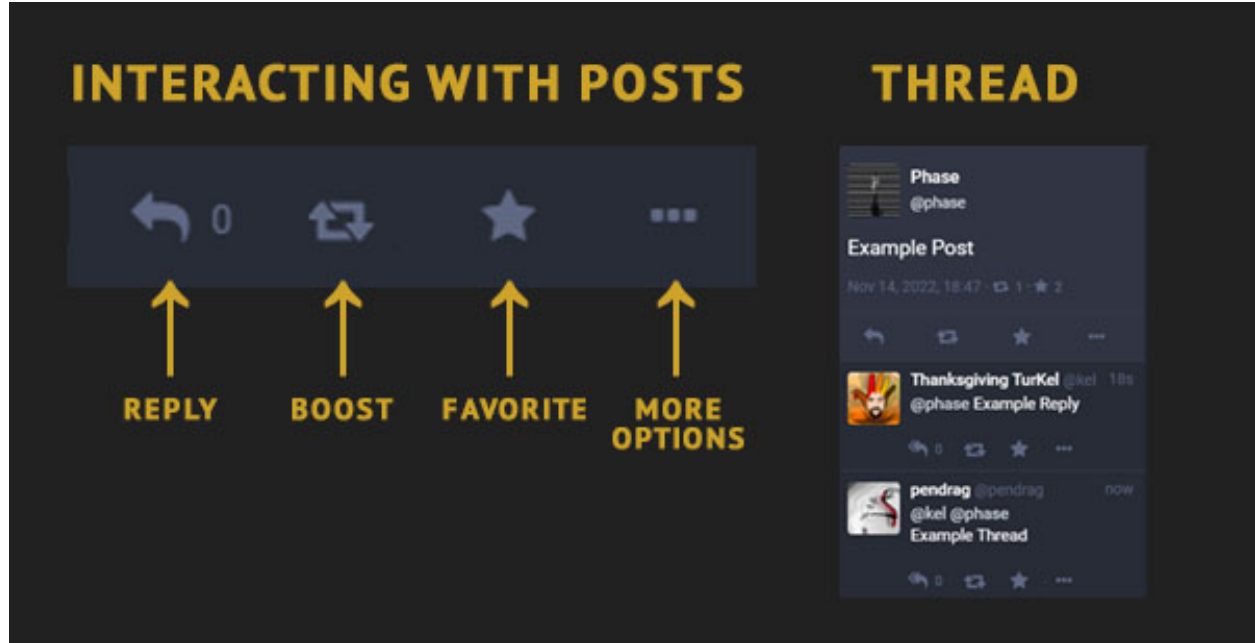 INTERACTING WITH POSTS
0
REPLY
BOOST
FAVORITE
MORE
OPTIONS
THREAD
Phase
@phase
Example Post
Nov 14, 2022, 18:47 · 1 · 2
Thanksgiving TurKel @kel 18s
@phase Example Reply
0
pendrag @pendrag now
@kel @phase
Example Thread
0